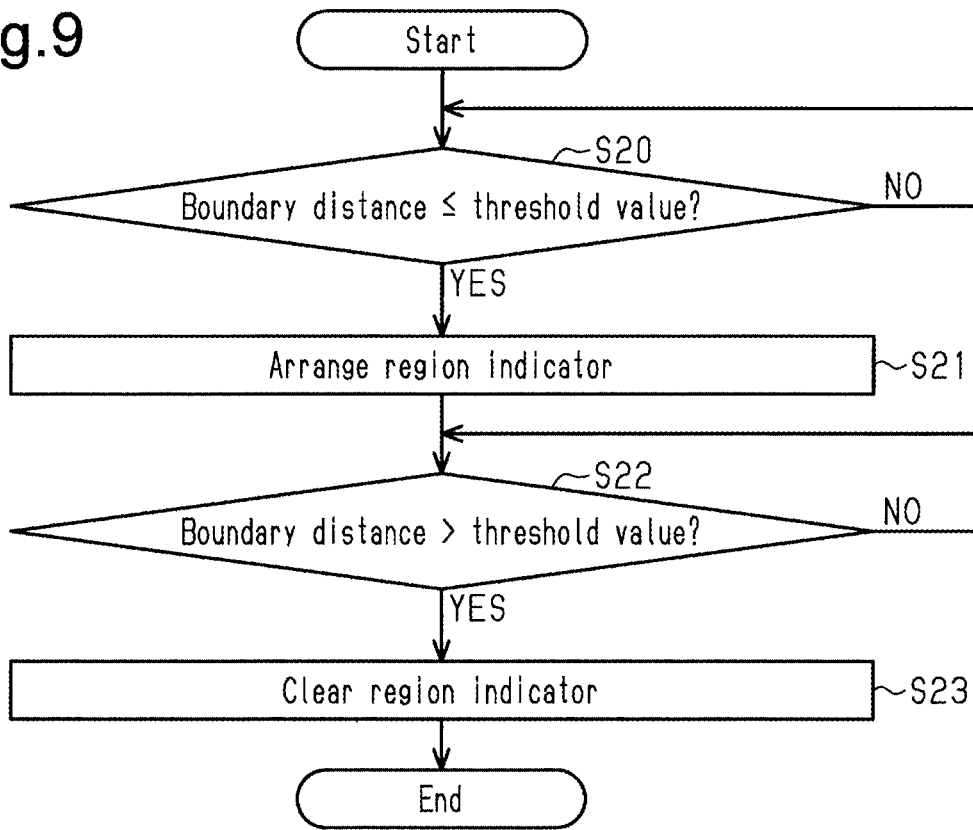 g.9
Start
S20
Boundary distance ≤ threshold value?
NO
YES
Arrange region indicator
S21
S22
Boundary distance > threshold value?
NO
YES
Clear region indicator
S23
End